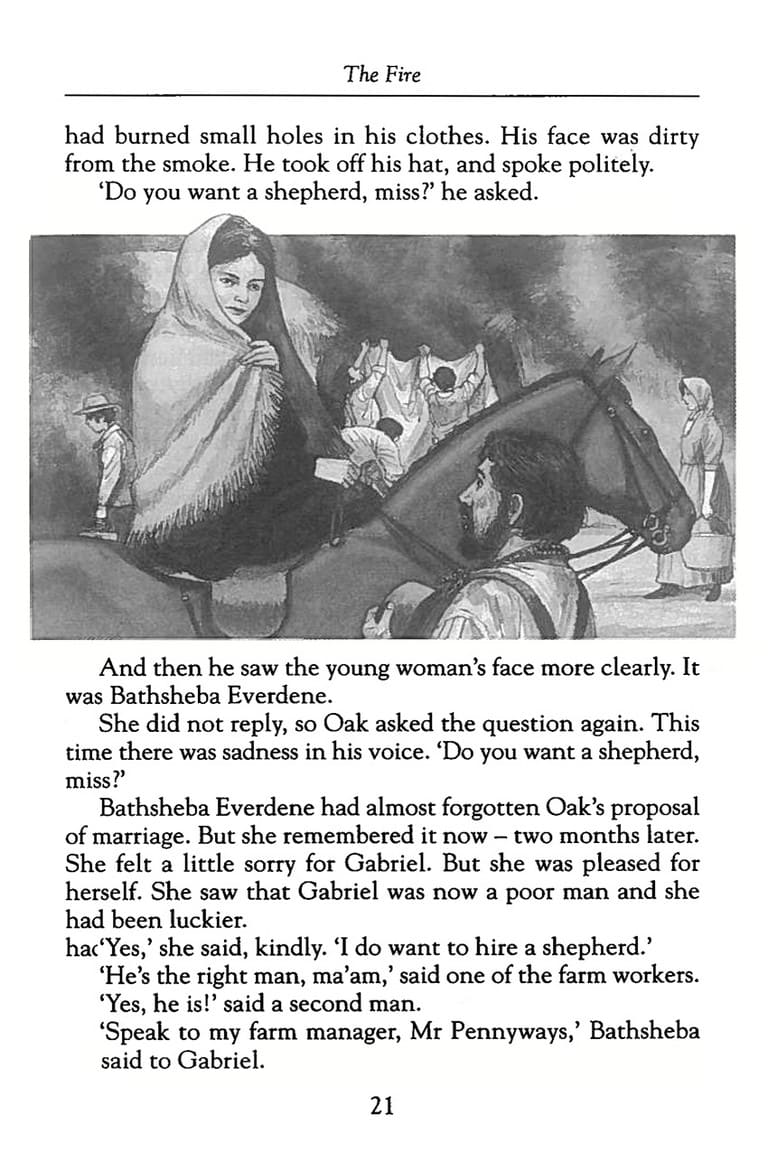 The Fire
had burned small holes in his clothes. His face was dirty
from the smoke. He took off his hat, and spoke politely.
‘Do you want a shepherd, miss?’ he asked.
And then he saw the young woman’s face more clearly. It
was Bathsheba Everdene.
She did not reply, so Oak asked the question again. This
time there was sadness in his voice. ‘Do you want a shepherd,
miss?’
Bathsheba Everdene had almost forgotten Oak’s proposal
of marriage. But she remembered it now – two months later.
She felt a little sorry for Gabriel. But she was pleased for
herself. She saw that Gabriel was now a poor man and she
had been luckier.
hac‘Yes,’ she said, kindly. ‘I do want to hire a shepherd.’
‘He’s the right man, ma’am,’ said one of the farm workers.
‘Yes, he is!’ said a second man.
‘Speak to my farm manager, Mr Pennyways,’ Bathsheba
said to Gabriel.
21